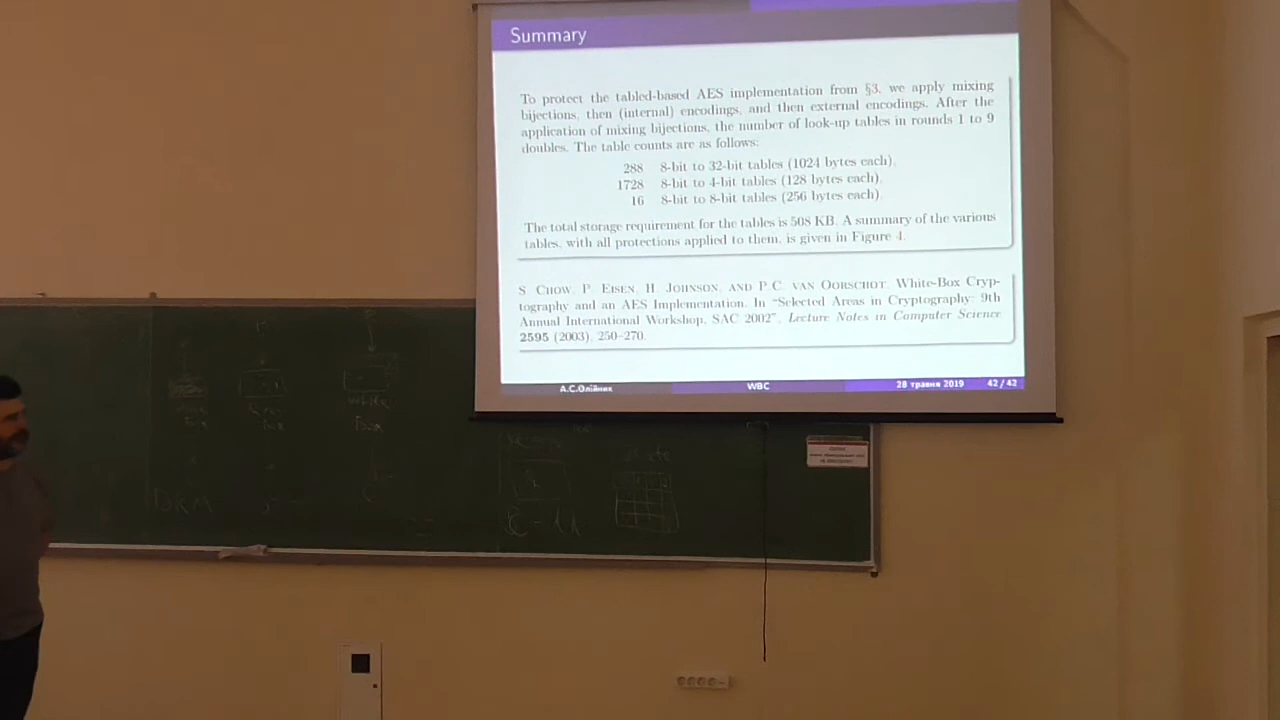 Summary
To protect the tabled-based AES implementation from §3, we apply mixing
bijections, then (internal) encodings, and then external encodings. After the
application of mixing bijections, the number of look-up tables in rounds 1 to 9
doubles. The table counts are as follows:
288 8-bit to 32-bit tables (1024 bytes each),
1728 8-bit to 4-bit tables (128 bytes each),
16 8-bit to 8-bit tables (256 bytes each).
The total storage requirement for the tables is 508 KB. A summary of the various
tables, with all protections applied to them, is given in Figure 4.
S. CHOW, P. EISEN, H. JOHNSON, AND P.C. VAN OORSCHOT. White-Box Cryp-
tography and an AES Implementation. In "Selected Areas in Cryptography: 9th
Annual International Workshop, SAC 2002", Lecture Notes in Computer Science
2595 (2003), 250–270.
А.С.Олійник WBC 28 травня 2019 42 / 42
DRM